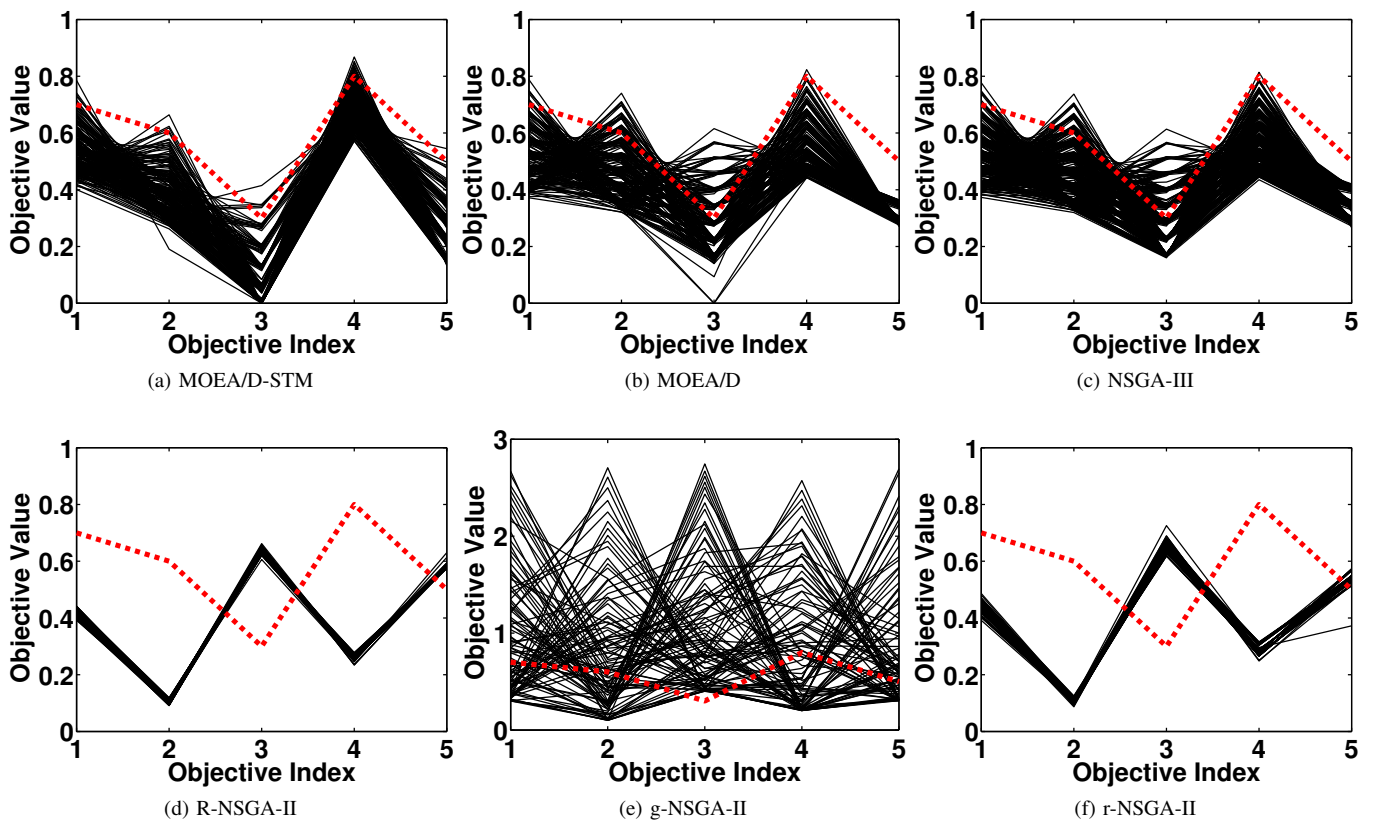 1
0.8
0.6
0.4
0.2
0
Objective Value
1 2 3 4 5
Objective Index
(a) MOEA/D-STM
1
0.8
0.6
0.4
0.2
0
Objective Value
1 2 3 4 5
Objective Index
(b) MOEA/D
1
0.8
0.6
0.4
0.2
0
Objective Value
1 2 3 4 5
Objective Index
(c) NSGA-III
1
0.8
0.6
0.4
0.2
0
Objective Value
1 2 3 4 5
Objective Index
(d) R-NSGA-II
3
2
1
0
Objective Value
1 2 3 4 5
Objective Index
(e) g-NSGA-II
1
0.8
0.6
0.4
0.2
0
Objective Value
1 2 3 4 5
Objective Index
(f) r-NSGA-II